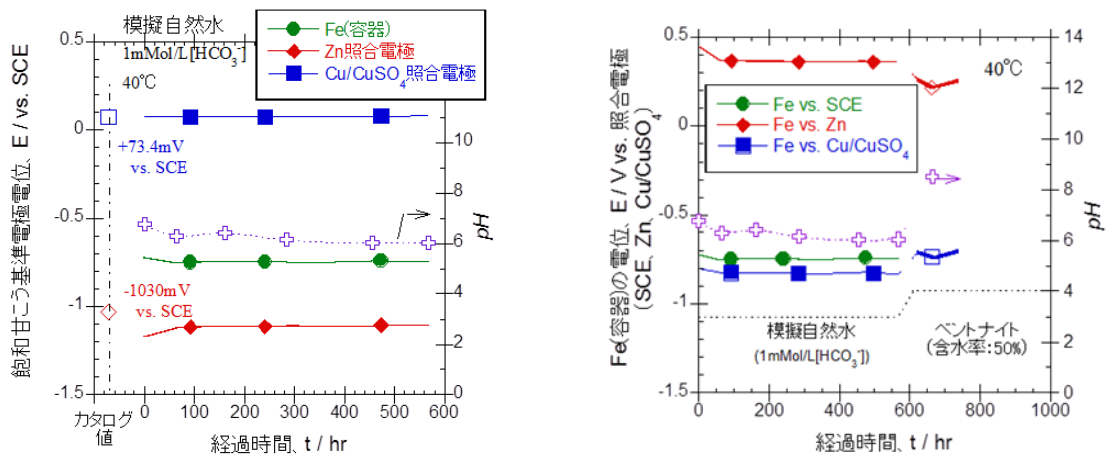 模擬自然水
1mMol/L[HCO₃⁻]
40℃
Fe(容器)
Zn照合電極
Cu/CuSO₄照合電極
+73.4mV
vs. SCE
-1030mV
vs. SCE
飽和甘こう基準電極電位、E / vs. SCE
0.5
0
-0.5
-1
-1.5
10
8
6
4
2
0
pH
カタログ
値
0
100
200
300
400
500
600
経過時間、t / hr
40℃
Fe vs. SCE
Fe vs. Zn
Fe vs. Cu/CuSO₄
Fe(容器)の電位、E / V vs. 照合電極
(SCE、Zn、Cu/CuSO₄)
0.5
0
-0.5
-1
-1.5
14
12
10
8
6
4
2
0
pH
模擬自然水
(1mMol/L[HCO₃])
ベントナイト
(含水率:50%)
0
200
400
600
800
1000
経過時間、t / hr